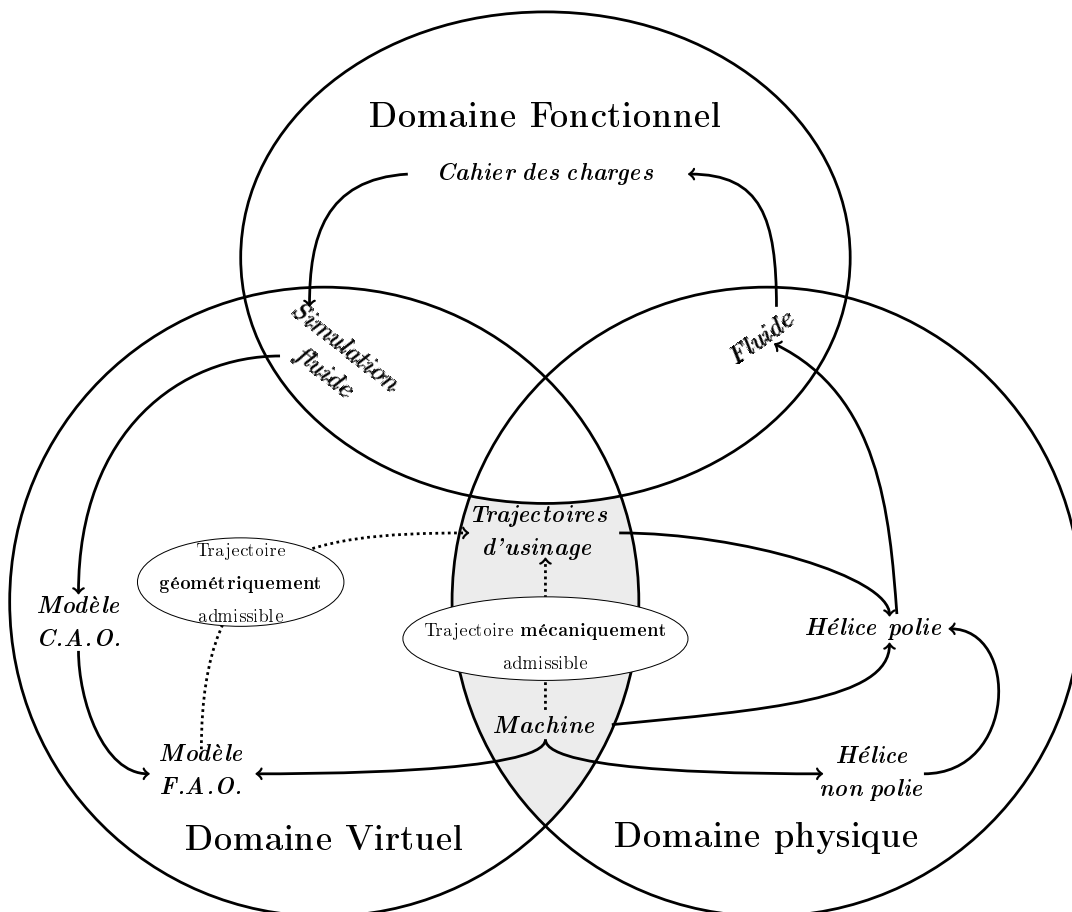 Domaine Fonctionnel
Cahier des charges
Simulation
fluide
Fluide
Trajectoires
d'usinage
Trajectoire
géométriquement
admissible
Modèle
C.A.O.
Trajectoire mécaniquement
admissible
Hélice polie
Machine
Modèle
F.A.O.
Hélice
non polie
Domaine Virtuel
Domaine physique